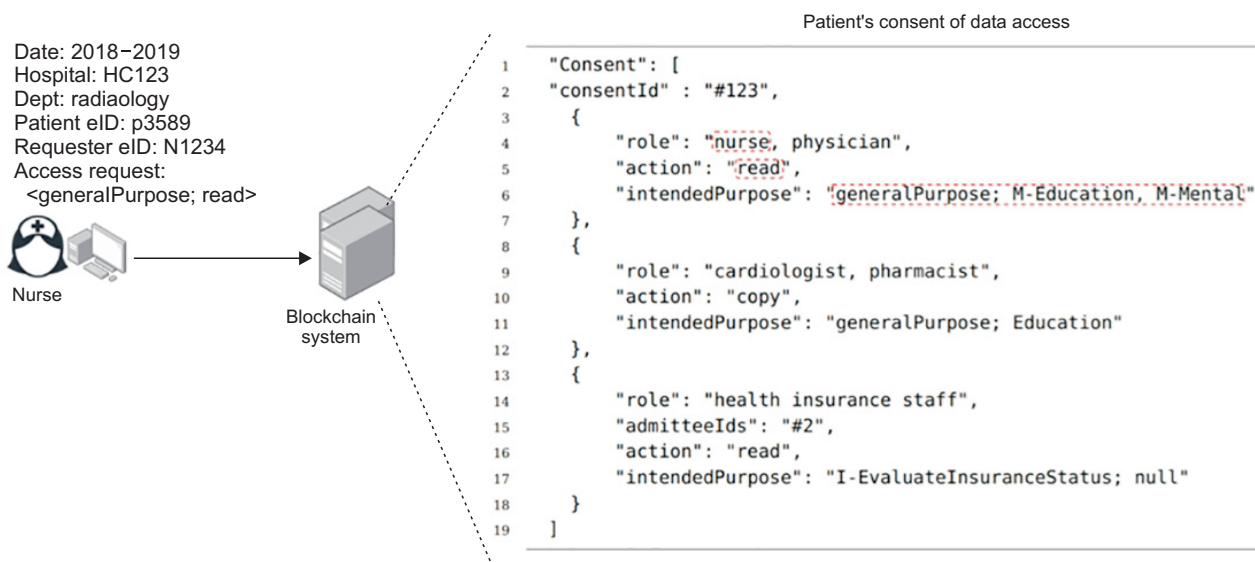 Date: 2018–2019
Hospital: HC123
Dept: radiaology
Patient eID: p3589
Requester eID: N1234
Access request:
<generalPurpose; read>
Nurse
Blockchain
system
Patient's consent of data access
1 "Consent": [
2 "consentId" : "#123",
3 {
4 "role": "nurse, physician",
5 "action": "read",
6 "intendedPurpose": "generalPurpose; M-Education, M-Mental"
7 },
8 {
9 "role": "cardiologist, pharmacist",
10 "action": "copy",
11 "intendedPurpose": "generalPurpose; Education"
12 },
13 {
14 "role": "health insurance staff",
15 "admitteeIds": "#2",
16 "action": "read",
17 "intendedPurpose": "I-EvaluateInsuranceStatus; null"
18 }
19 ]